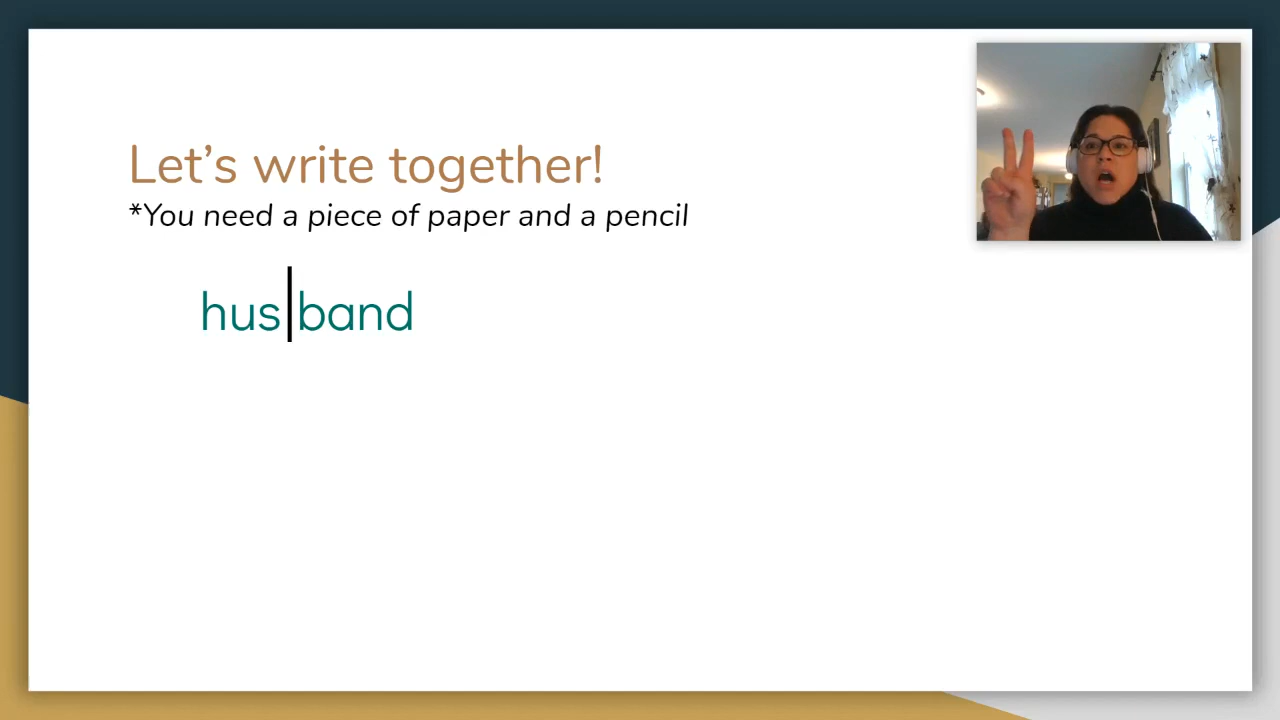 Let's write together!
*You need a piece of paper and a pencil
hus|band